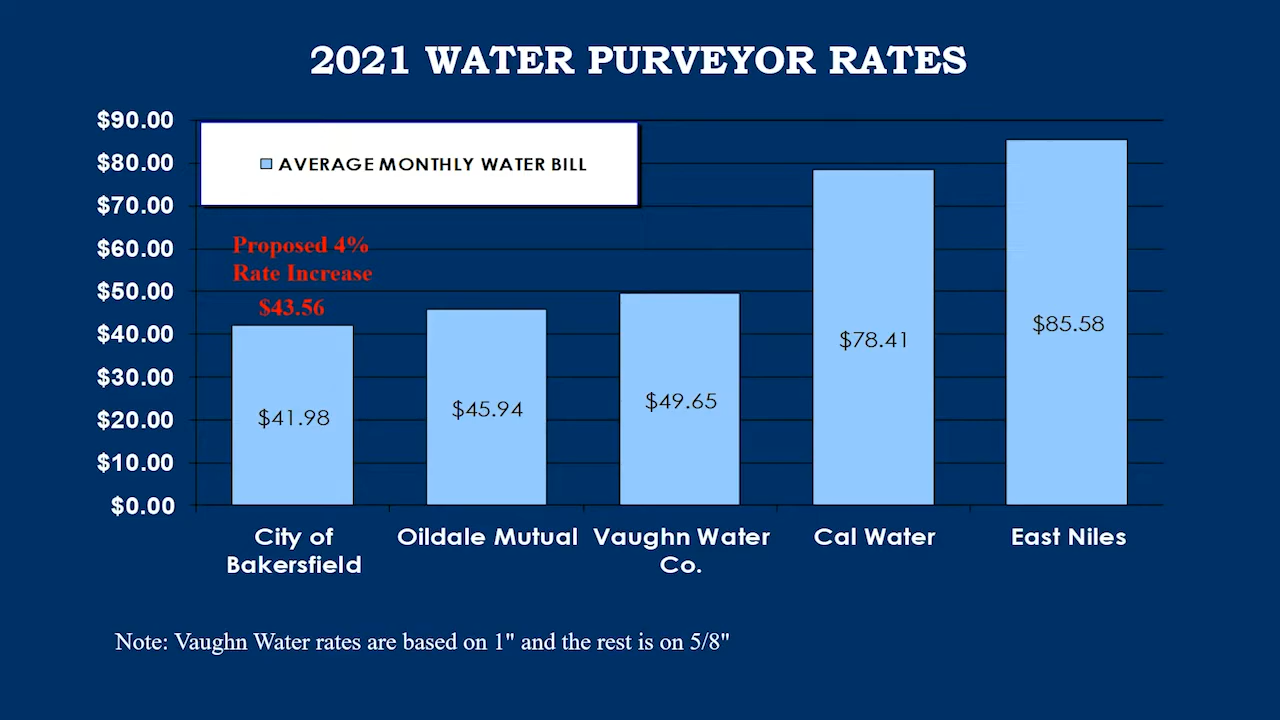 2021 WATER PURVEYOR RATES
$90.00
$80.00
$70.00
$60.00
$50.00
$40.00
$30.00
$20.00
$10.00
$0.00
AVERAGE MONTHLY WATER BILL
Proposed 4%
Rate Increase
$43.56
$41.98
$45.94
$49.65
$78.41
$85.58
City of
Bakersfield
Oildale Mutual
Vaughn Water
Co.
Cal Water
East Niles
Note: Vaughn Water rates are based on 1" and the rest is on 5/8"